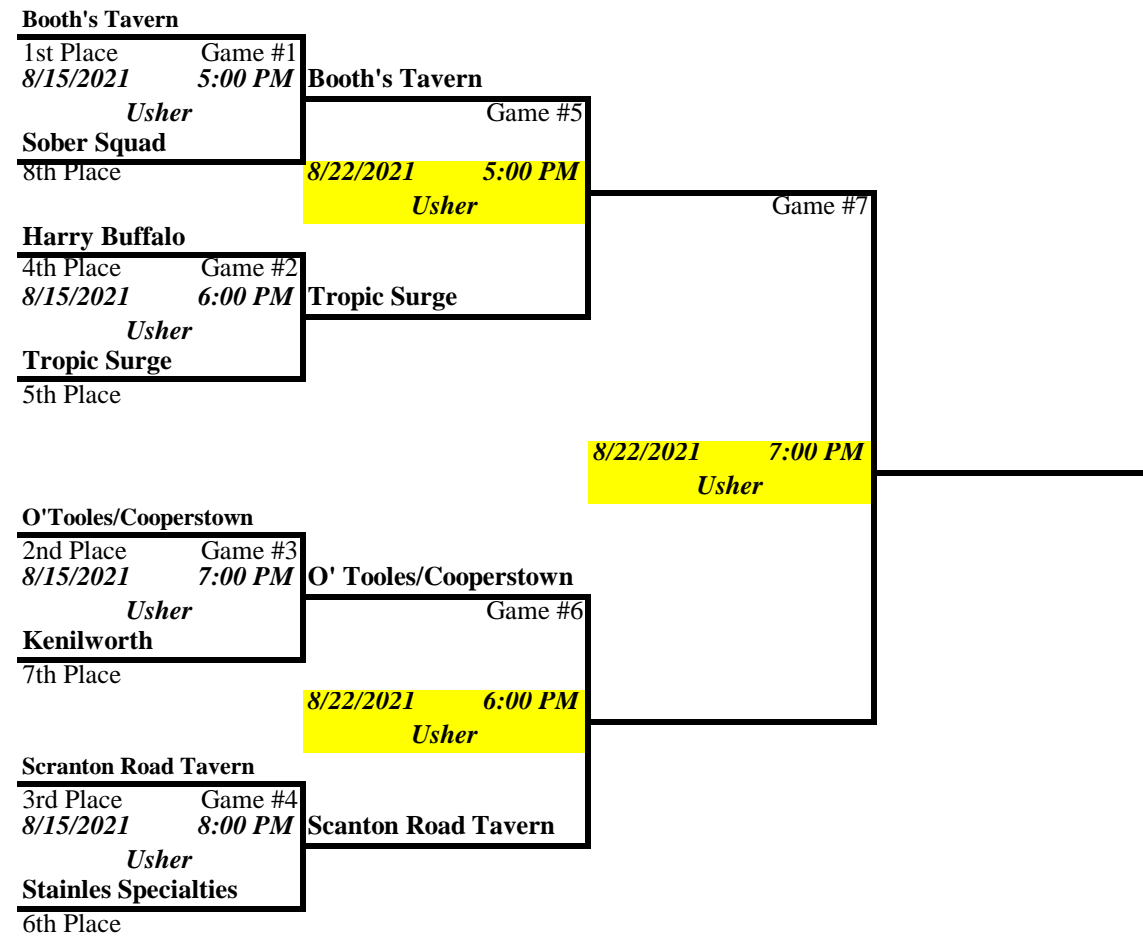 Booth's Tavern
1st Place Game #1
8/15/2021 5:00 PM Booth's Tavern
Usher Game #5
Sober Squad
8th Place 8/22/2021 5:00 PM
Usher Game #7
Harry Buffalo
4th Place Game #2
8/15/2021 6:00 PM Tropic Surge
Usher
Tropic Surge
5th Place
8/22/2021 7:00 PM
Usher
O'Tooles/Cooperstown
2nd Place Game #3
8/15/2021 7:00 PM O' Tooles/Cooperstown
Usher Game #6
Kenilworth
7th Place
8/22/2021 6:00 PM
Usher
Scranton Road Tavern
3rd Place Game #4
8/15/2021 8:00 PM Scanton Road Tavern
Usher
Stainles Specialties
6th Place